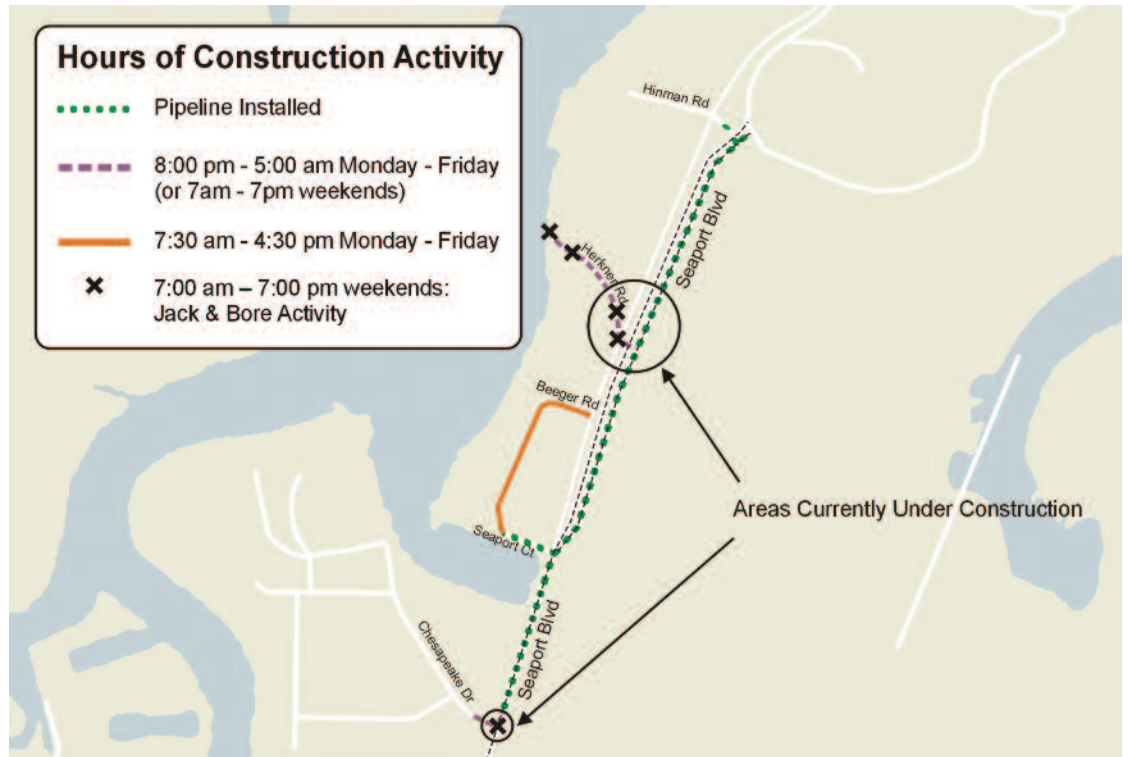 Hours of Construction Activity
Pipeline Installed
8:00 pm - 5:00 am Monday - Friday
(or 7am - 7pm weekends)
7:30 am - 4:30 pm Monday - Friday
7:00 am – 7:00 pm weekends:
Jack & Bore Activity
Hinman Rd
Seaport Blvd
Herkner Rd
Beeger Rd
Areas Currently Under Construction
Seaport Ct
Seaport Blvd
Chesapeake Dr